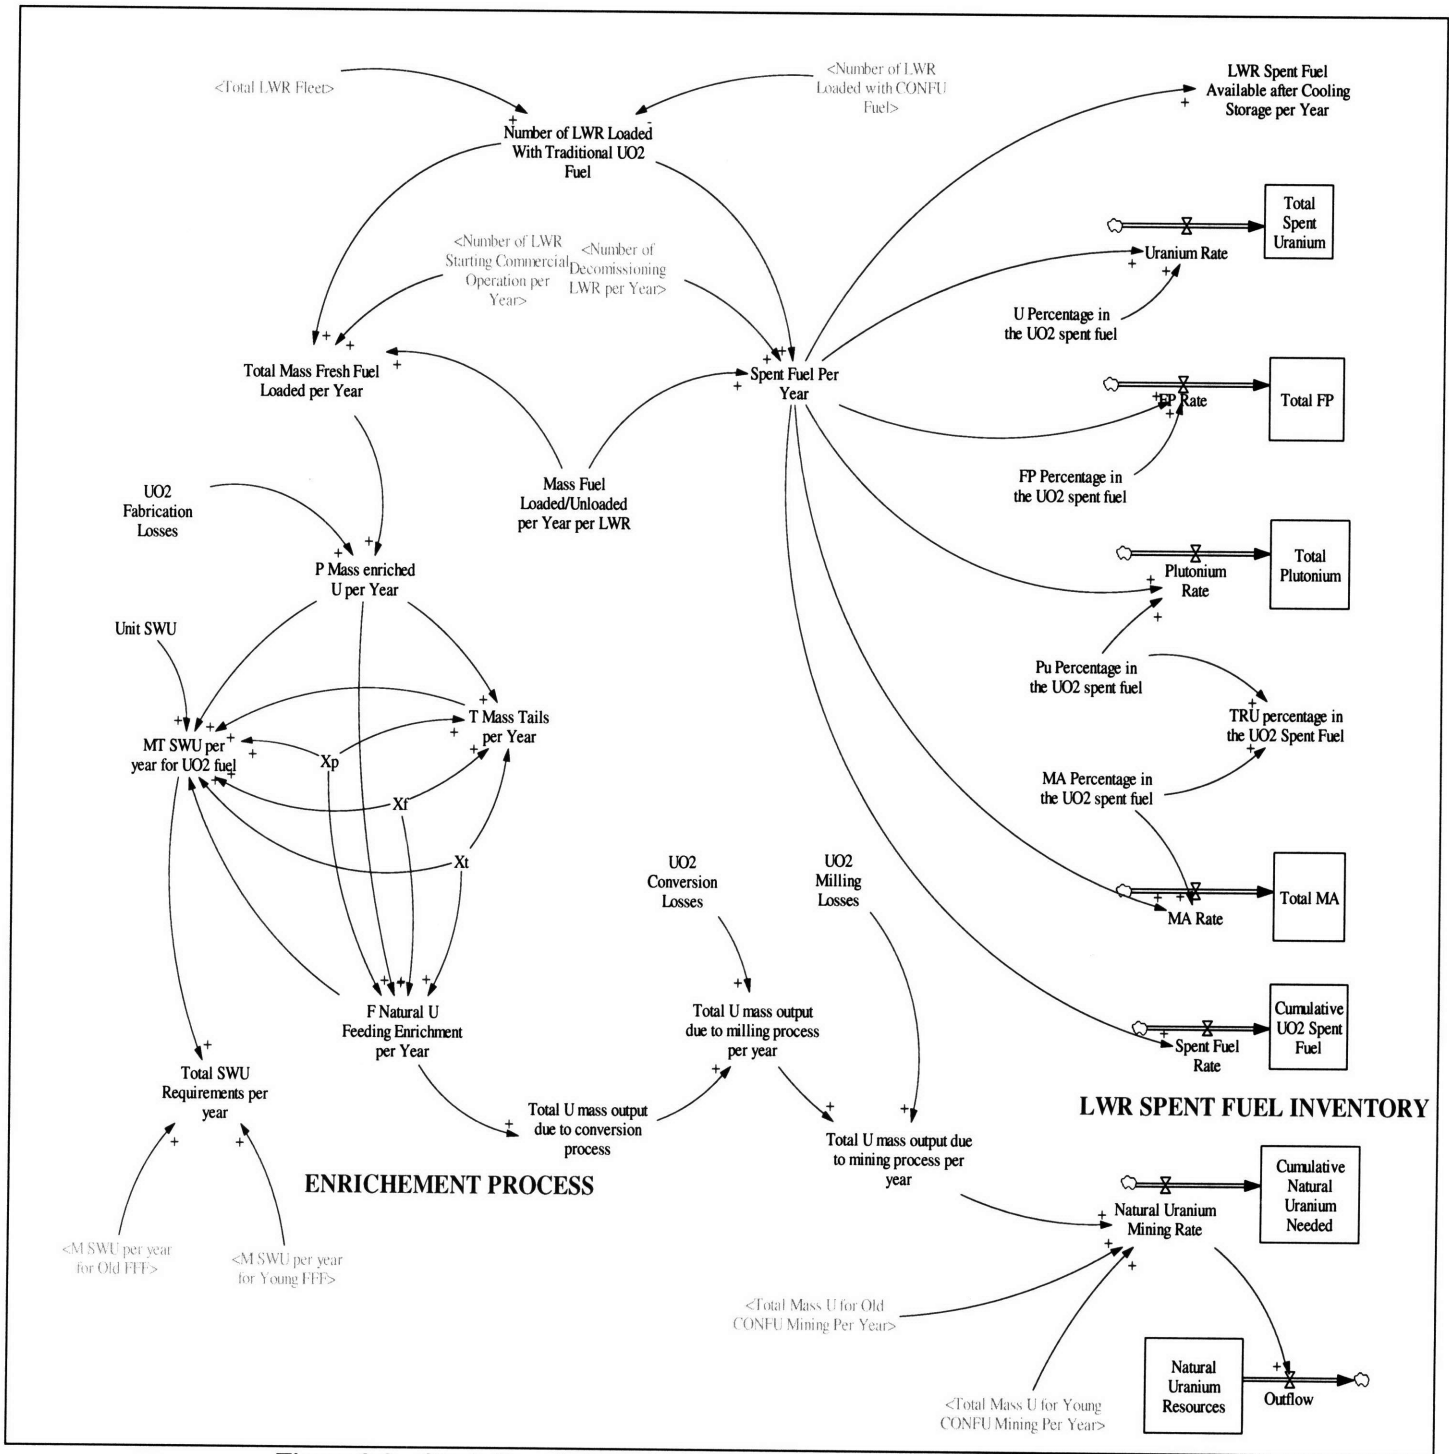 <Total LWR Fleet>
<Number of LWR
Loaded with CONFU
Fuel>
LWR Spent Fuel
Available after Cooling
Storage per Year
+
+
-
Number of LWR Loaded
With Traditional UO2
Fuel
Total
Spent
Uranium
<Number of LWR
Starting Commercial
Operation per
Year>
<Number of
Decomissioning
LWR per Year>
Uranium Rate
+
+
U Percentage in
the UO2 spent fuel
+
+
+
Total Mass Fresh Fuel
Loaded per Year
+
+
+
Spent Fuel Per
Year
+
+
FP Rate
Total FP
FP Percentage in
the UO2 spent fuel
UO2
Fabrication
Losses
Mass Fuel
Loaded/Unloaded
per Year per LWR
+
+
P Mass enriched
U per Year
Plutonium
Rate
+
+
Total
Plutonium
Unit SWU
Pu Percentage in
the UO2 spent fuel
+
+
+
+
+
+
MT SWU per
year for UO2 fuel
+
+
+
T Mass Tails
per Year
Xp
Xf
Xt
+
TRU percentage in
the UO2 Spent Fuel
+
MA Percentage in
the UO2 spent fuel
UO2
Conversion
Losses
UO2
Milling
Losses
+
+
MA Rate
Total MA
+
+
+
+
F Natural U
Feeding Enrichment
per Year
+
Total U mass output
due to milling process
per year
+
+
Spent Fuel
Rate
Cumulative
UO2 Spent
Fuel
+
Total SWU
Requirements per
year
+
+
+
Total U mass output
due to conversion
process
+
+
Total U mass output due
to mining process per
year
LWR SPENT FUEL INVENTORY
ENRICHEMENT PROCESS
Cumulative
Natural
Uranium
Needed
+
+
+
Natural Uranium
Mining Rate
<M SWU per year
for Old FFF>
<M SWU per year
for Young FFF>
<Total Mass U for Old
CONFU Mining Per Year>
<Total Mass U for Young
CONFU Mining Per Year>
Natural
Uranium
Resources
+
Outflow